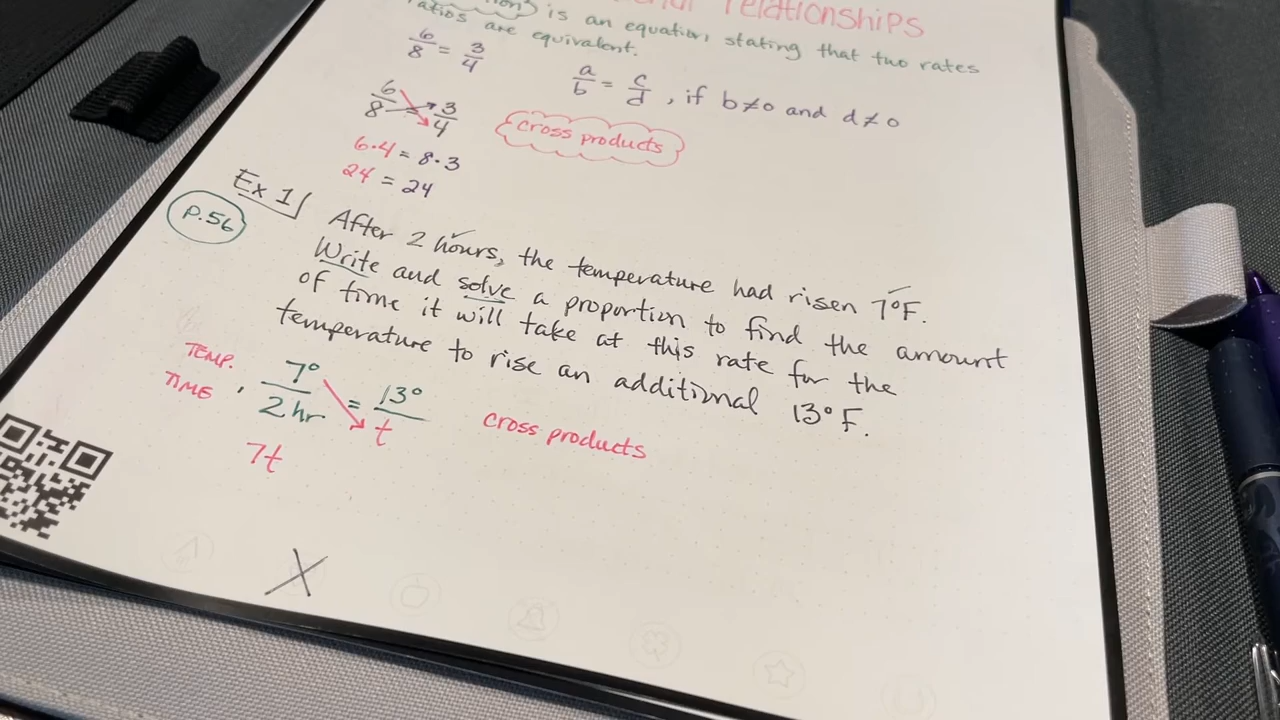 relationships
is an equation, stating that two rates
ratios are equivalent.
6/8 = 3/4
a/b = c/d, if b≠0 and d≠0
6/8 = 3/4
cross products
6·4 = 8·3
24 = 24
Ex 1
p.56
After 2 hours, the temperature had risen 7°F.
Write and solve a proportion to find the amount
of time it will take at this rate for the
temperature to rise an additional 13°F.
TEMP. 7° = 13°
TIME 2hr t
cross products
7t